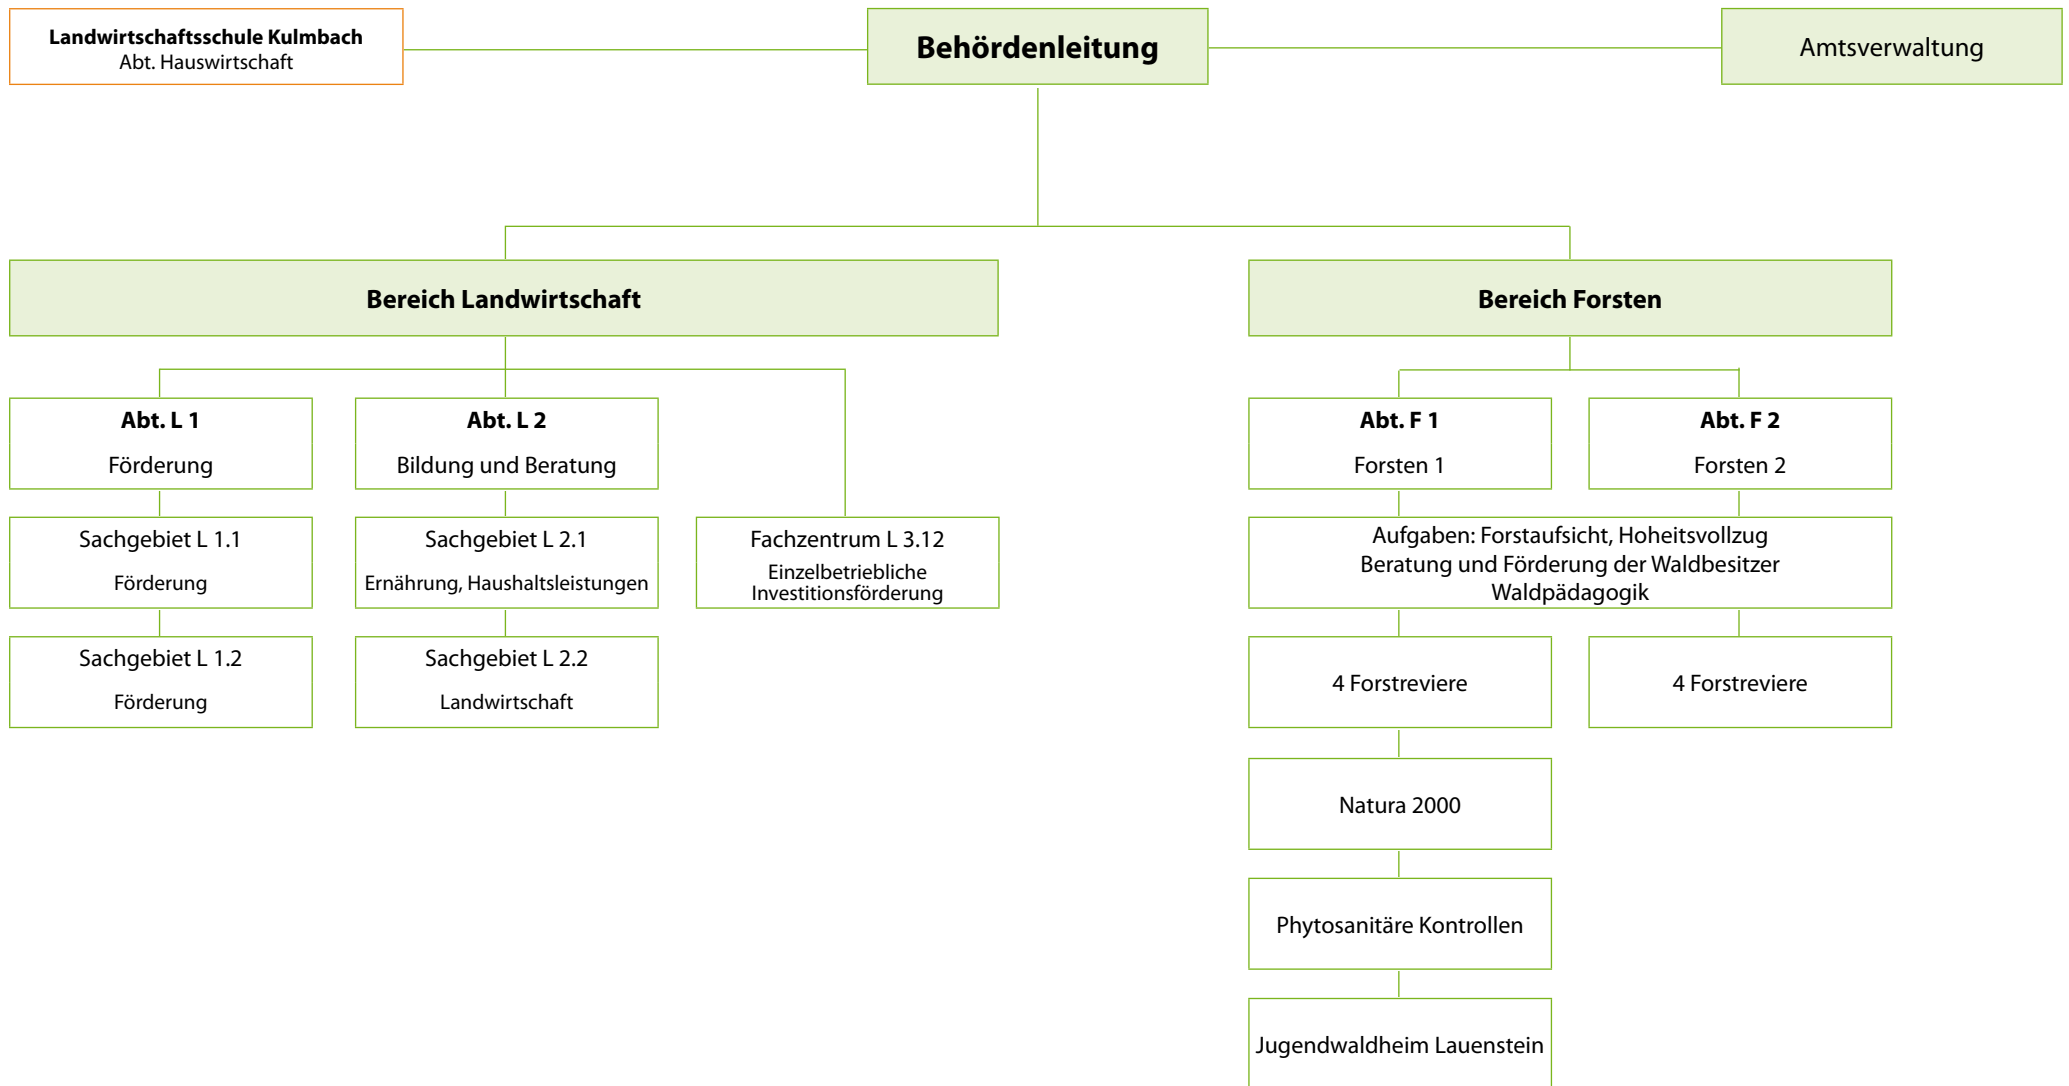 Landwirtschaftsschule Kulmbach
Abt. Hauswirtschaft
Behördenleitung
Amtsverwaltung
Bereich Landwirtschaft
Bereich Forsten
Abt. L 1
Förderung
Abt. L 2
Bildung und Beratung
Abt. F 1
Forsten 1
Abt. F 2
Forsten 2
Sachgebiet L 1.1
Förderung
Sachgebiet L 2.1
Ernährung, Haushaltsleistungen
Fachzentrum L 3.12
Einzelbetriebliche
Investitionsförderung
Aufgaben: Forstaufsicht, Hoheitsvollzug
Beratung und Förderung der Waldbesitzer
Waldpädagogik
Sachgebiet L 1.2
Förderung
Sachgebiet L 2.2
Landwirtschaft
4 Forstreviere
4 Forstreviere
Natura 2000
Phytosanitäre Kontrollen
Jugendwaldheim Lauenstein